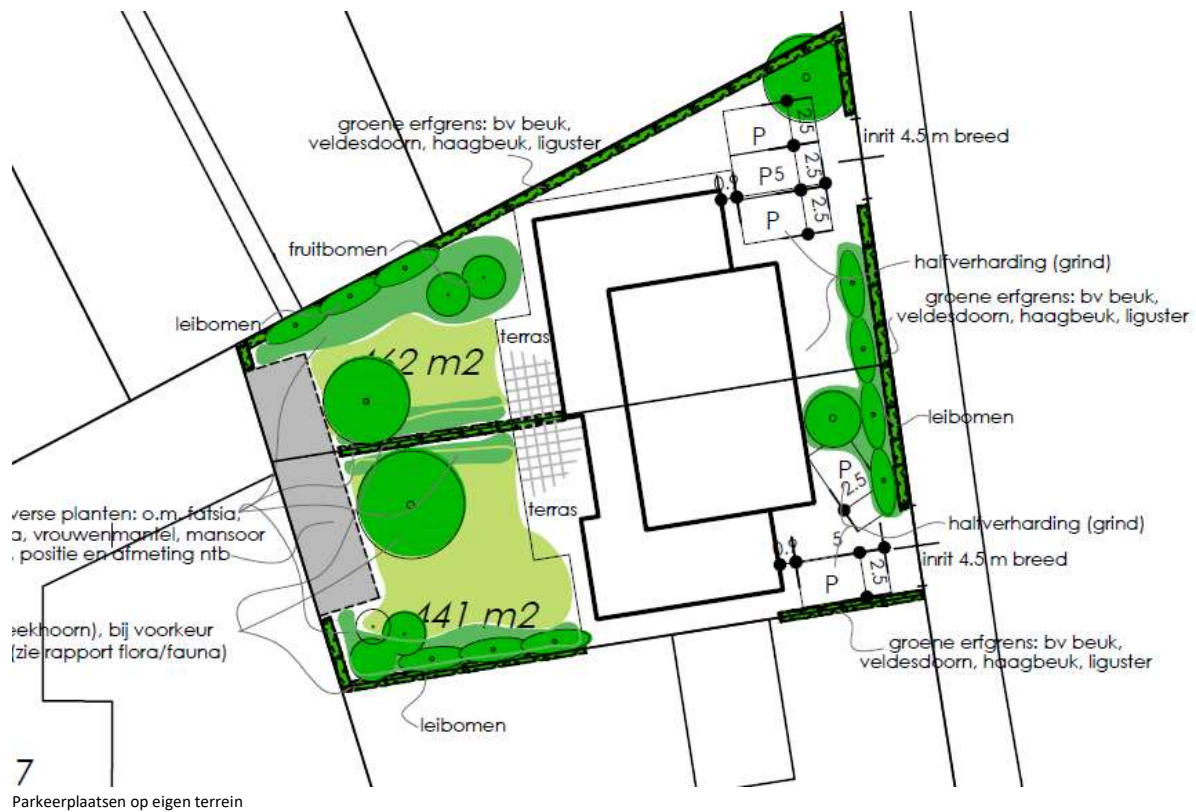 groene erfgrens: bv beuk,
veldesdoorn, haagbeuk, liguster
P
2.5
inrit 4.5 m breed
P 5
2.5
0.9
P
2.5
fruitbomen
halfverharding (grind)
groene erfgrens: bv beuk,
veldesdoorn, haagbeuk, liguster
leibomen
terras
462 m2
leibomen
P
2.5
terras
verse planten: o.m. fatsia,
a, vrouwenmantel, mansoor
positie en afmeting ntb
halfverharding (grind)
0.9
5
1
inrit 4.5 m breed
P
2.5
441 m2
eekhoorn), bij voorkeur
(zie rapport flora/fauna)
groene erfgrens: bv beuk,
veldesdoorn, haagbeuk, liguster
leibomen
7
Parkeerplaatsen op eigen terrein